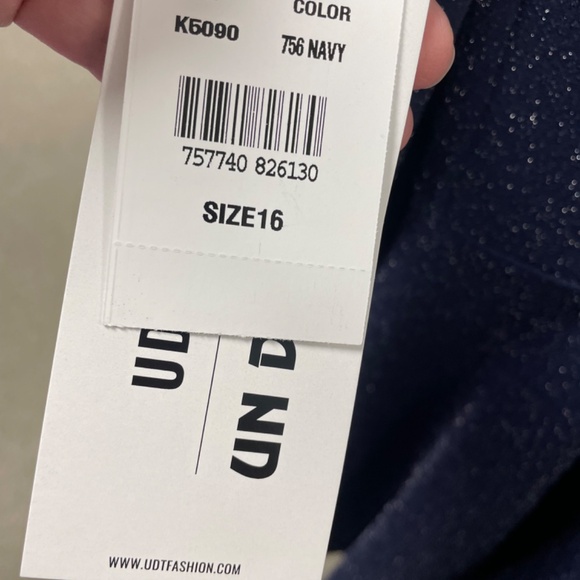 COLOR
K5090 756 NAVY
757740 826130
SIZE16
UD
UN D
WWW.UDTFASHION.COM